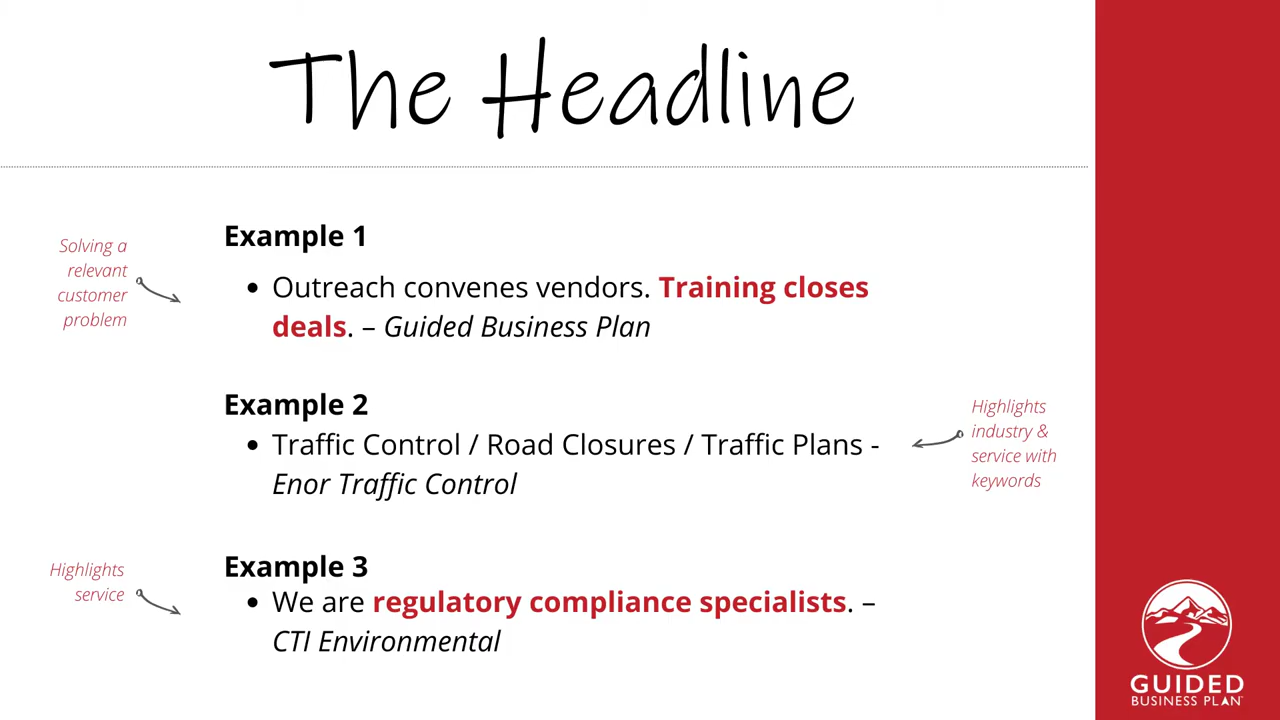 The Headline
Solving a
relevant
customer
problem
Example 1
• Outreach convenes vendors. Training closes
deals. – Guided Business Plan
Example 2
• Traffic Control / Road Closures / Traffic Plans -
Enor Traffic Control
Highlights
industry &
service with
keywords
Highlights
service
Example 3
• We are regulatory compliance specialists. –
CTI Environmental
GUIDED
BUSINESS PLAN™